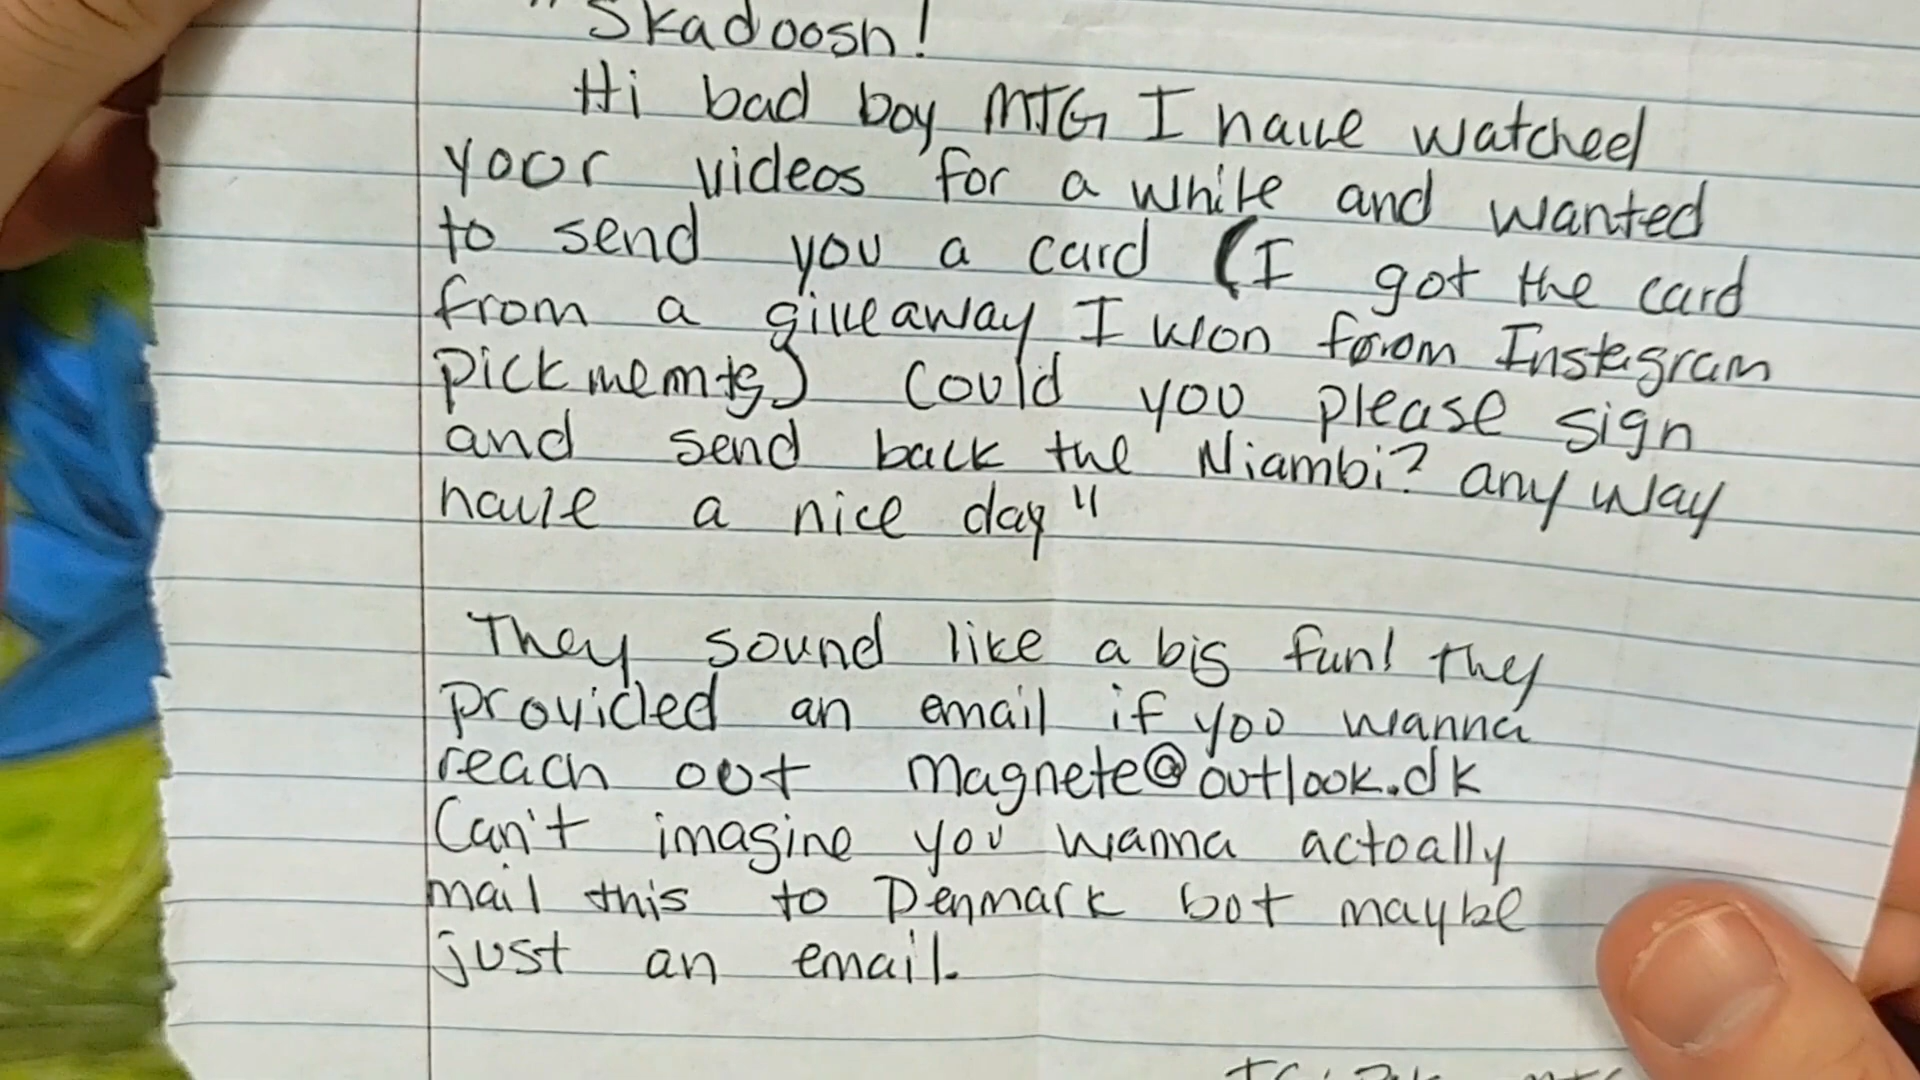 "Skadoosh!
Hi bad boy MTG I have watched
your videos for a while and wanted
to send you a card (I got the card
from a giveaway I won from Instagram
pickmemtg) Could you please sign
and send back the Niambi? any way
have a nice day"
They sound like a big fun! they
provided an email if you wanna
reach out magnete@outlook.dk
Can't imagine you wanna actually
mail this to Denmark but maybe
just an email.